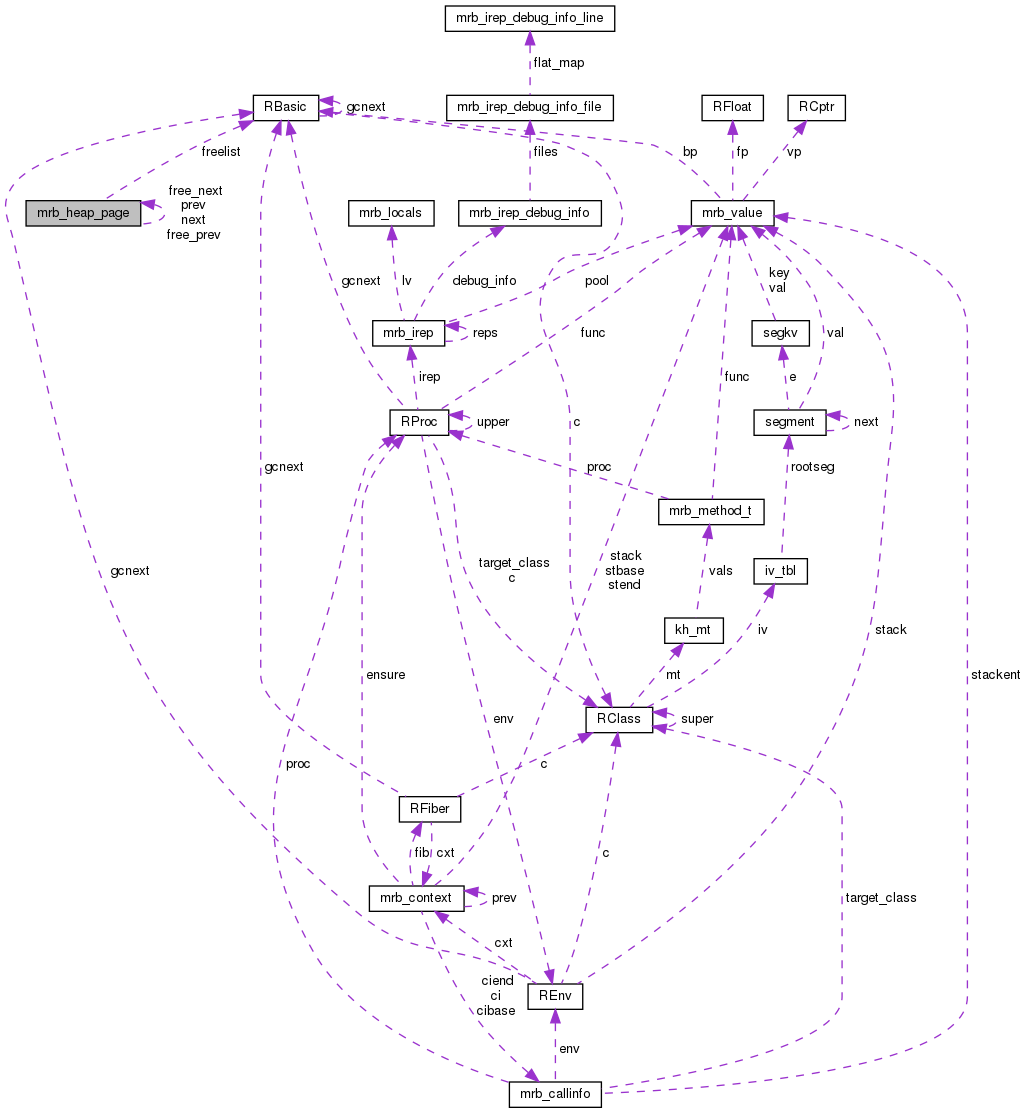 mrb_irep_debug_info_line
flat_map
RBasic
gcnext
mrb_irep_debug_info_file
RFloat
RCptr
freelist
files
bp
fp
vp
mrb_heap_page
free_next
prev
next
free_prev
mrb_locals
mrb_irep_debug_info
mrb_value
gcnext
lv
debug_info
pool
key
val
mrb_irep
reps
func
segkv
val
irep
func
e
c
RProc
upper
segment
next
gcnext
proc
rootseg
mrb_method_t
gcnext
target_class
c
stack
stbase
stend
vals
iv_tbl
kh_mt
iv
stack
ensure
mt
stackent
env
RClass
super
proc
c
RFiber
fib
cxt
c
mrb_context
prev
target_class
cxt
ciend
ci
cibase
REnv
env
mrb_callinfo